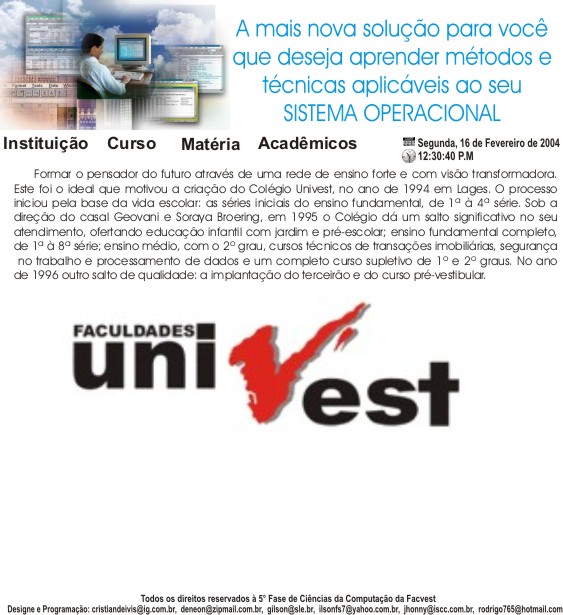 A mais nova solução para você
que deseja aprender métodos e
técnicas aplicáveis ao seu
SISTEMA OPERACIONAL
Instituição Curso Matéria Acadêmicos
Segunda, 16 de Fevereiro de 2004
12:30:40 P.M
Formar o pensador do futuro através de uma rede de ensino forte e com visão transformadora.
Este foi o ideal que motivou a criação do Colégio Univest, no ano de 1994 em Lages. O processo
iniciou pela base da vida escolar: as séries iniciais do ensino fundamental, de 1ª à 4ª série. Sob a
direção do casal Geovani e Soraya Broering, em 1995 o Colégio dá um salto significativo no seu
atendimento, ofertando educação infantil com jardim e pré-escolar; ensino fundamental completo,
de 1ª à 8ª série; ensino médio, com o 2º grau, cursos técnicos de transações imobiliárias, segurança
no trabalho e processamento de dados e um completo curso supletivo de 1º e 2º graus. No ano
de 1996 outro salto de qualidade: a implantação do terceirão e do curso pré-vestibular.
FACULDADES
uniVest
Todos os direitos reservados à 5° Fase de Ciências da Computação da Facvest
Designe e Programação: cristiandeivis@ig.com.br, deneon@zipmail.com.br, gilson@sle.br, ilsonfs7@yahoo.com.br, jhonny@iscc.com.br, rodrigo765@hotmail.com